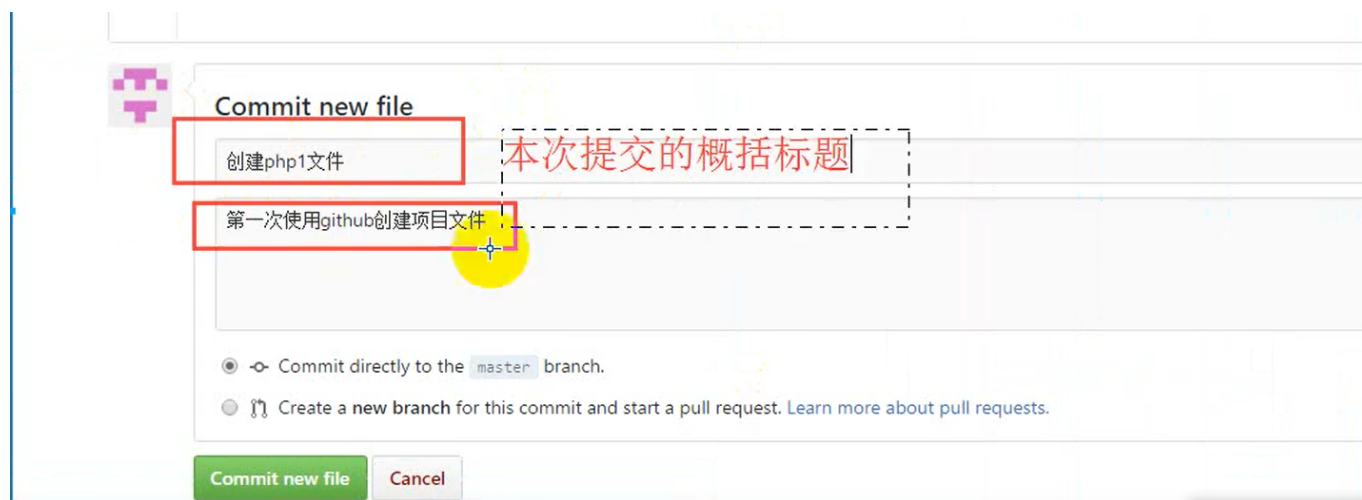 Commit new file
创建php1文件
本次提交的概括标题
第一次使用github创建项目文件
Commit directly to the master branch.
Create a new branch for this commit and start a pull request. Learn more about pull requests.
Commit new file
Cancel